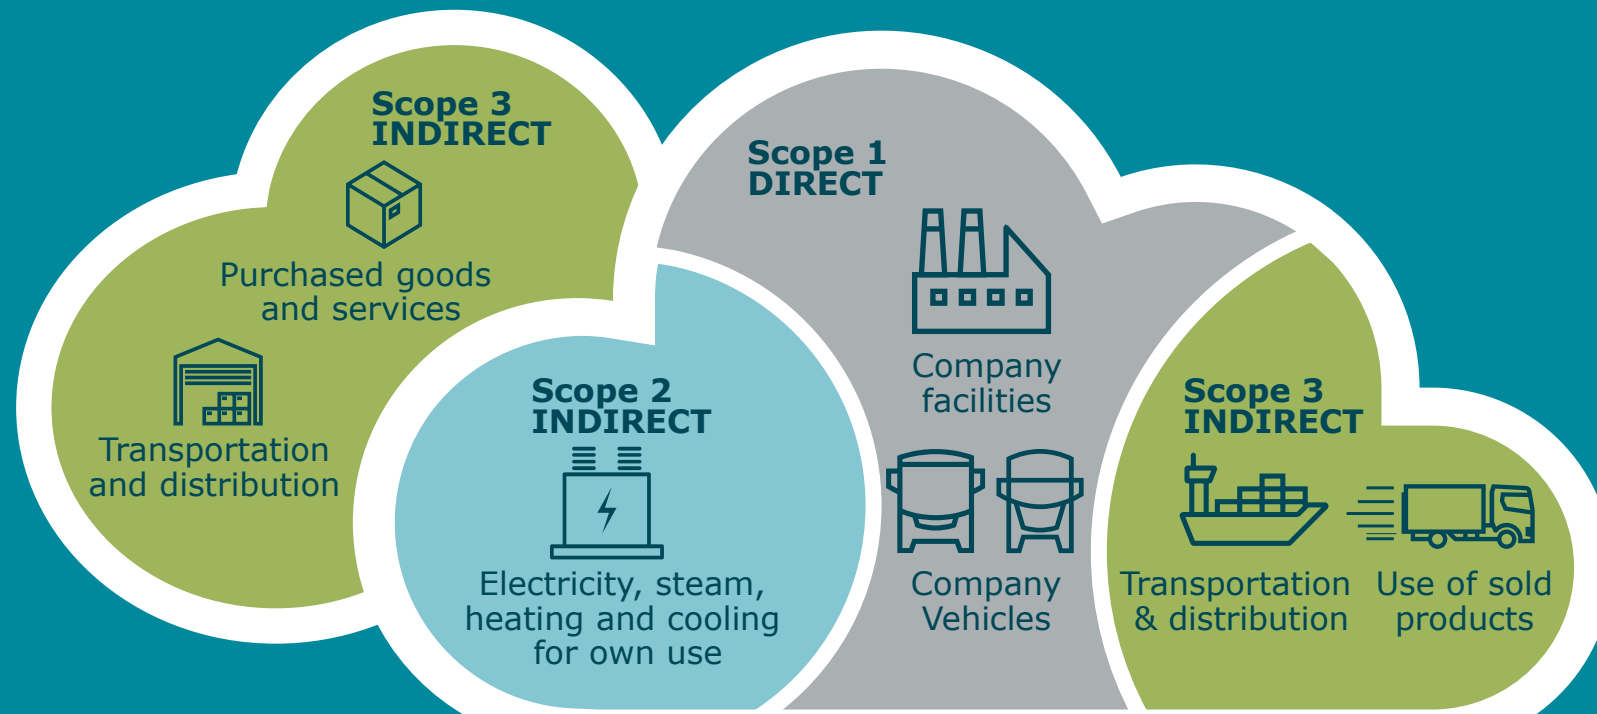 Scope 3
INDIRECT
Purchased goods
and services
Transportation
and distribution
Scope 2
INDIRECT
Electricity, steam,
heating and cooling
for own use
Scope 1
DIRECT
Company
facilities
Company
Vehicles
Scope 3
INDIRECT
Transportation
& distribution
Use of sold
products